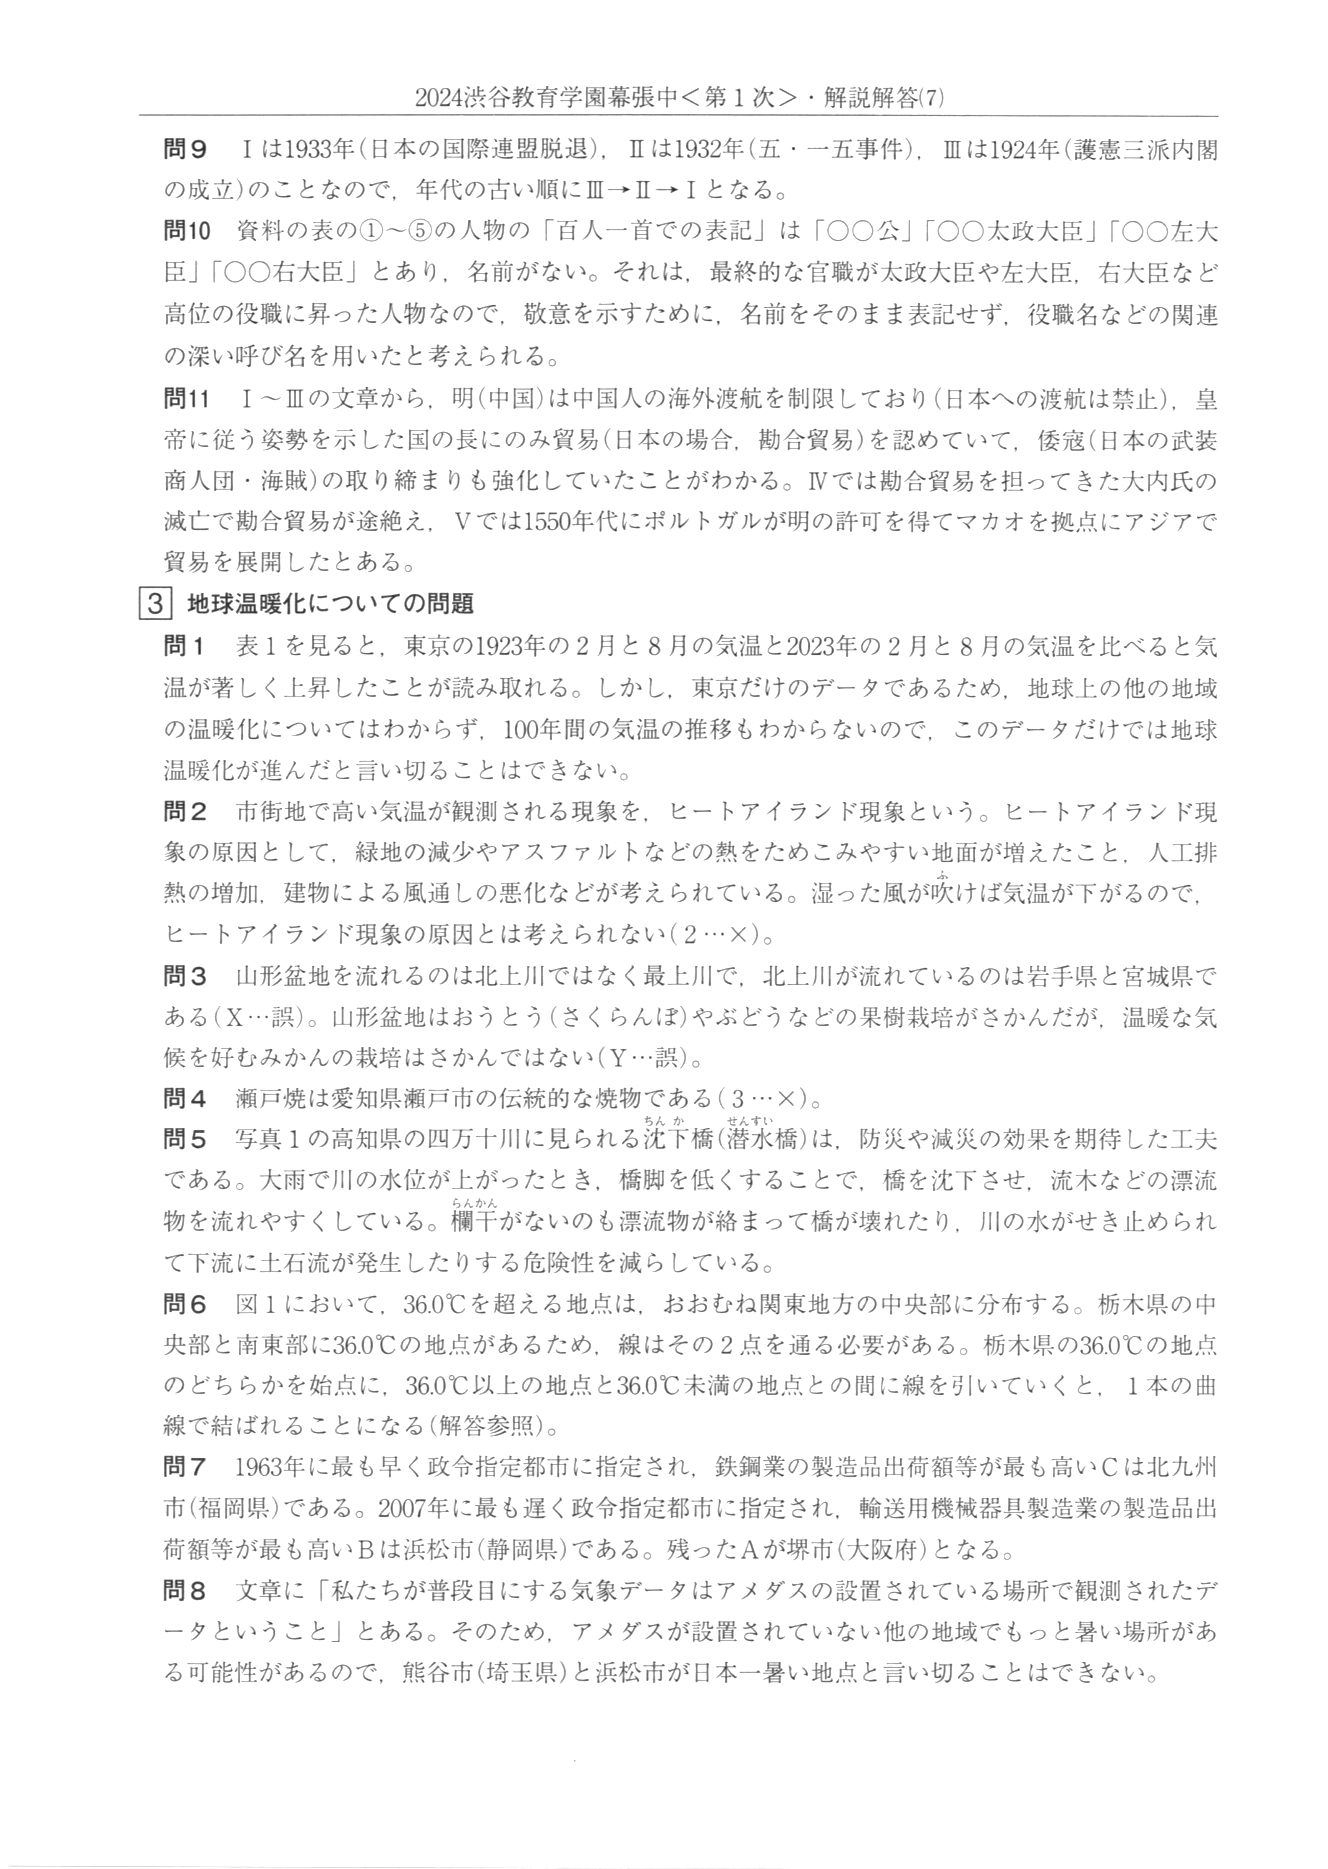 2024渋谷教育学園幕張中＜第１次＞・解説解答(7)
問９　Ⅰは1933年(日本の国際連盟脱退)，Ⅱは1932年(五・一五事件)，Ⅲは1924年(護憲三派内閣
の成立)のことなので，年代の古い順にⅢ→Ⅱ→Ⅰとなる。
問10　資料の表の①～⑤の人物の「百人一首での表記」は「○○公」「○○太政大臣」「○○左大
臣」「○○右大臣」とあり，名前がない。それは，最終的な官職が太政大臣や左大臣，右大臣など
高位の役職に昇った人物なので，敬意を示すために，名前をそのまま表記せず，役職名などの関連
の深い呼び名を用いたと考えられる。
問11　Ⅰ～Ⅲの文章から，明(中国)は中国人の海外渡航を制限しており(日本への渡航は禁止)，皇
帝に従う姿勢を示した国の長にのみ貿易(日本の場合，勘合貿易)を認めていて，倭寇(日本の武装
商人団・海賊)の取り締まりも強化していたことがわかる。Ⅳでは勘合貿易を担ってきた大内氏の
滅亡で勘合貿易が途絶え，Ⅴでは1550年代にポルトガルが明の許可を得てマカオを拠点にアジアで
貿易を展開したとある。
３　地球温暖化についての問題
問１　表１を見ると，東京の1923年の２月と８月の気温と2023年の２月と８月の気温を比べると気
温が著しく上昇したことが読み取れる。しかし，東京だけのデータであるため，地球上の他の地域
の温暖化についてはわからず，100年間の気温の推移もわからないので，このデータだけでは地球
温暖化が進んだと言い切ることはできない。
問２　市街地で高い気温が観測される現象を，ヒートアイランド現象という。ヒートアイランド現
象の原因として，緑地の減少やアスファルトなどの熱をためこみやすい地面が増えたこと，人工排
熱の増加，建物による風通しの悪化などが考えられている。湿った風が吹けば気温が下がるので，
ヒートアイランド現象の原因とは考えられない(２…×)。
問３　山形盆地を流れるのは北上川ではなく最上川で，北上川が流れているのは岩手県と宮城県で
ある(Ｘ…誤)。山形盆地はおうとう(さくらんぼ)やぶどうなどの果樹栽培がさかんだが，温暖な気
候を好むみかんの栽培はさかんではない(Ｙ…誤)。
問４　瀬戸焼は愛知県瀬戸市の伝統的な焼物である(３…×)。
問５　写真１の高知県の四万十川に見られる沈下橋(潜水橋)は，防災や減災の効果を期待した工夫
である。大雨で川の水位が上がったとき，橋脚を低くすることで，橋を沈下させ，流木などの漂流
物を流れやすくしている。欄干がないのも漂流物が絡まって橋が壊れたり，川の水がせき止められ
て下流に土石流が発生したりする危険性を減らしている。
問６　図１において，36.0℃を超える地点は，おおむね関東地方の中央部に分布する。栃木県の中
央部と南東部に36.0℃の地点があるため，線はその２点を通る必要がある。栃木県の36.0℃の地点
のどちらかを始点に，36.0℃以上の地点と36.0℃未満の地点との間に線を引いていくと，１本の曲
線で結ばれることになる(解答参照)。
問７　1963年に最も早く政令指定都市に指定され，鉄鋼業の製造品出荷額等が最も高いＣは北九州
市(福岡県)である。2007年に最も遅く政令指定都市に指定され，輸送用機械器具製造業の製造品出
荷額等が最も高いＢは浜松市(静岡県)である。残ったＡが堺市(大阪府)となる。
問８　文章に「私たちが普段目にする気象データはアメダスの設置されている場所で観測されたデ
ータということ」とある。そのため，アメダスが設置されていない他の地域でもっと暑い場所があ
る可能性があるので，熊谷市(埼玉県)と浜松市が日本一暑い地点と言い切ることはできない。